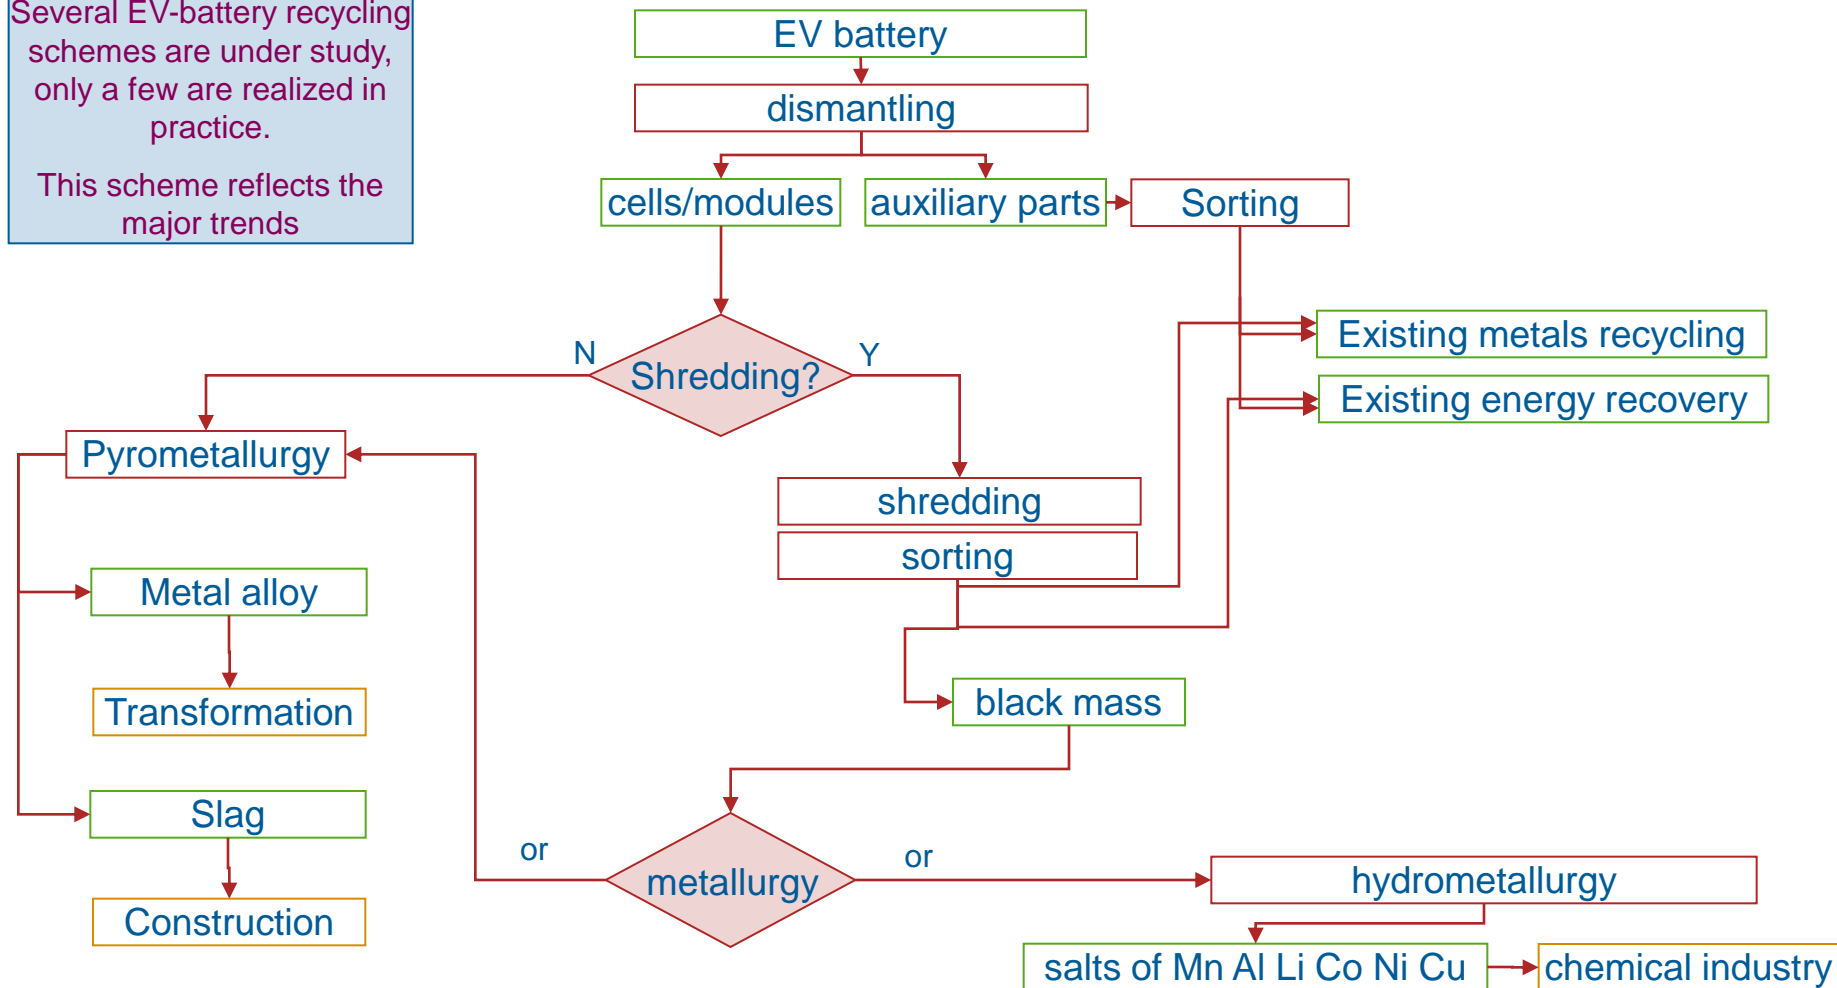 Several EV-battery recycling
schemes are under study,
only a few are realized in
practice.
This scheme reflects the
major trends
EV battery
dismantling
cells/modules
auxiliary parts
Sorting
Existing metals recycling
Existing energy recovery
N
Shredding?
Y
Pyrometallurgy
shredding
sorting
Metal alloy
Transformation
black mass
Slag
Construction
or
metallurgy
or
hydrometallurgy
salts of Mn Al Li Co Ni Cu
chemical industry